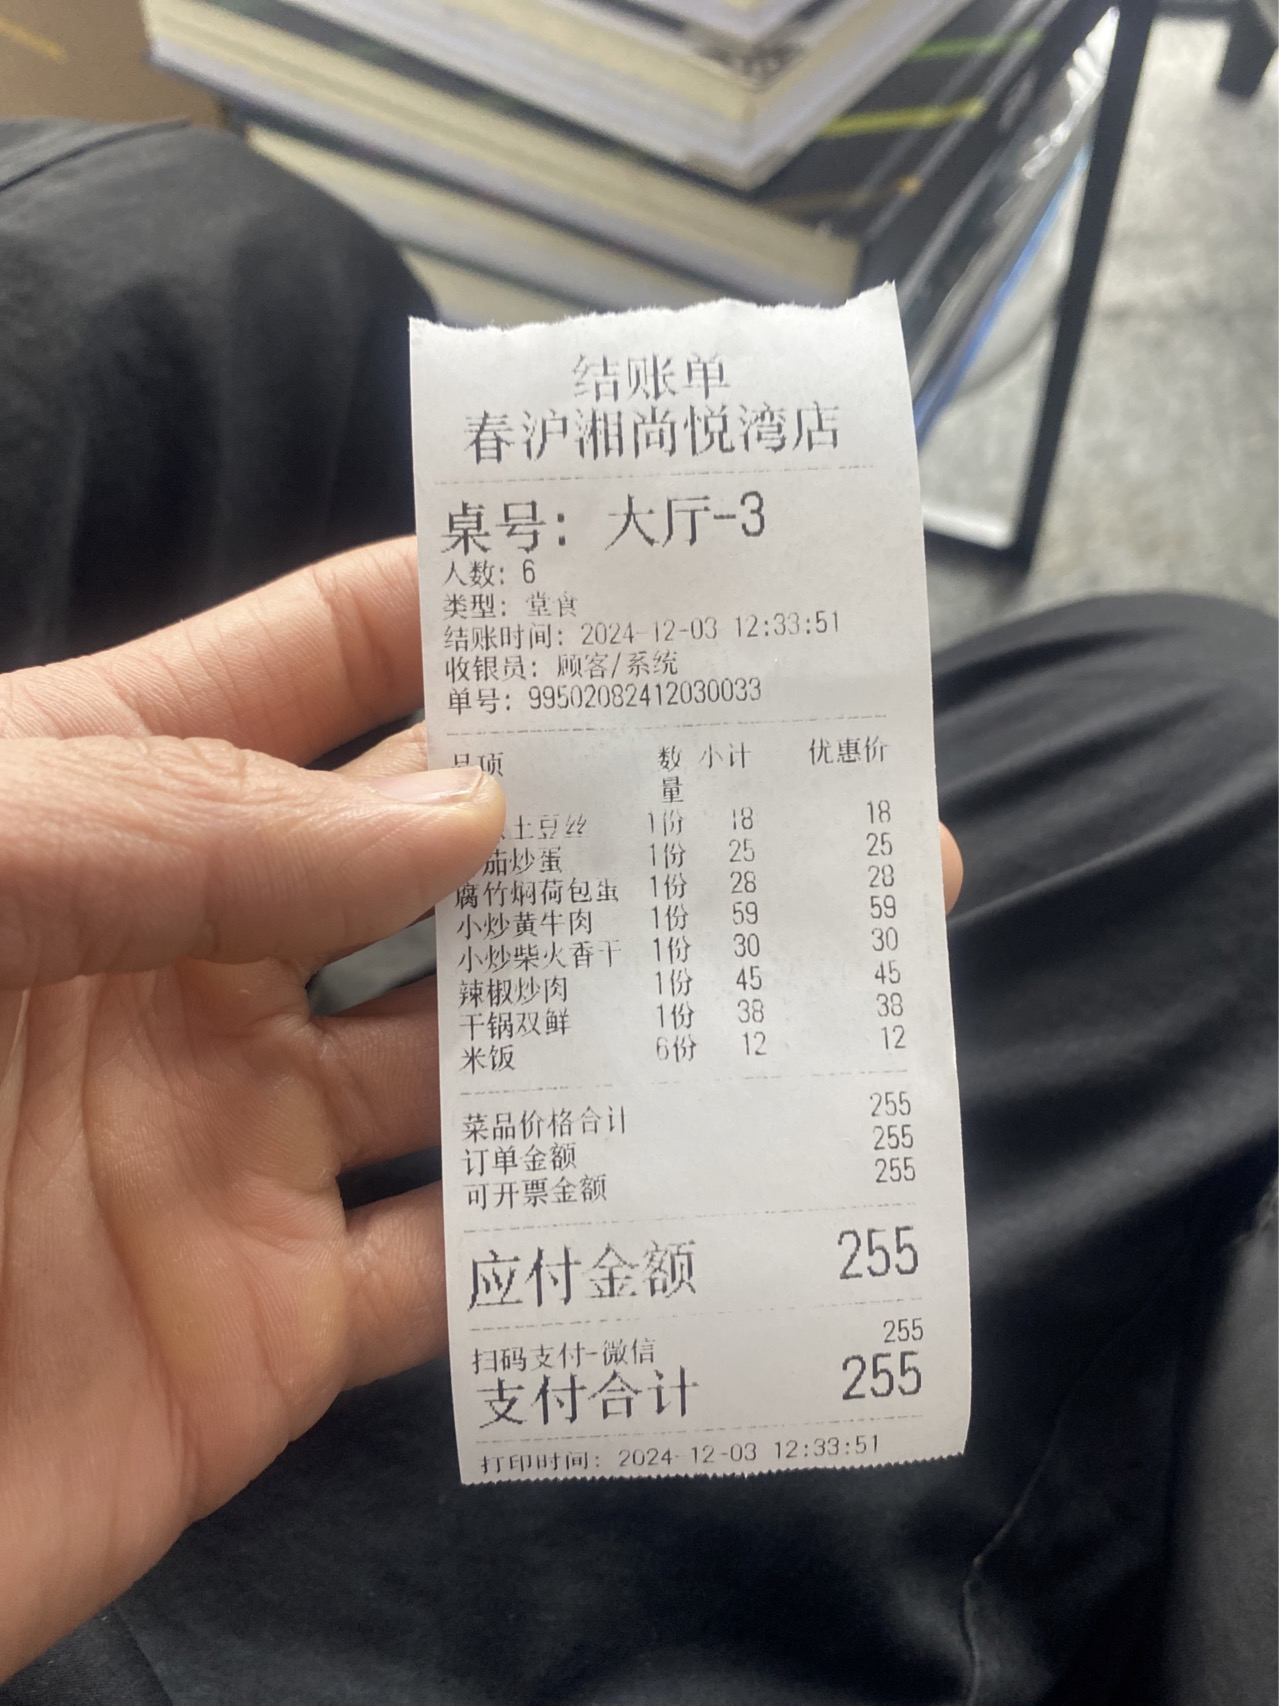 结账单
春沪湘尚悦湾店
桌号： 大厅-3
人数： 6
类型： 堂食
结账时间： 2024-12-03 12:33:51
收银员： 顾客/系统
单号： 99502082412030033
品项 数量 小计 优惠价
土豆丝 1份 18 18
茄炒蛋 1份 25 25
腐竹焖荷包蛋 1份 28 28
小炒黄牛肉 1份 59 59
小炒柴火香干 1份 30 30
辣椒炒肉 1份 45 45
干锅双鲜 1份 38 38
米饭 6份 12 12
菜品价格合计 255
订单金额 255
可开票金额 255
应付金额 255
扫码支付-微信 255
支付合计 255
打印时间： 2024-12-03 12:33:51